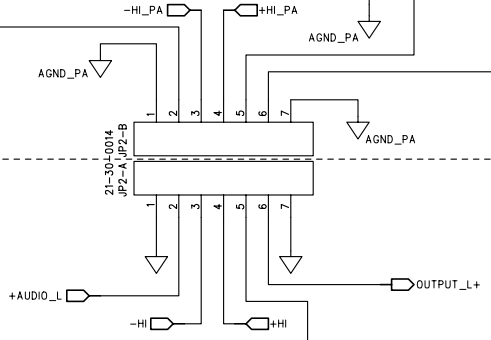 -HI_PA
+HI_PA
AGND_PA
AGND_PA
1 2 3 4 5 6 7
AGND_PA
21-30-0014
JP2-B
JP2-A
1 2 3 4 5 6 7
+AUDIO_L
OUTPUT_L+
-HI
+HI